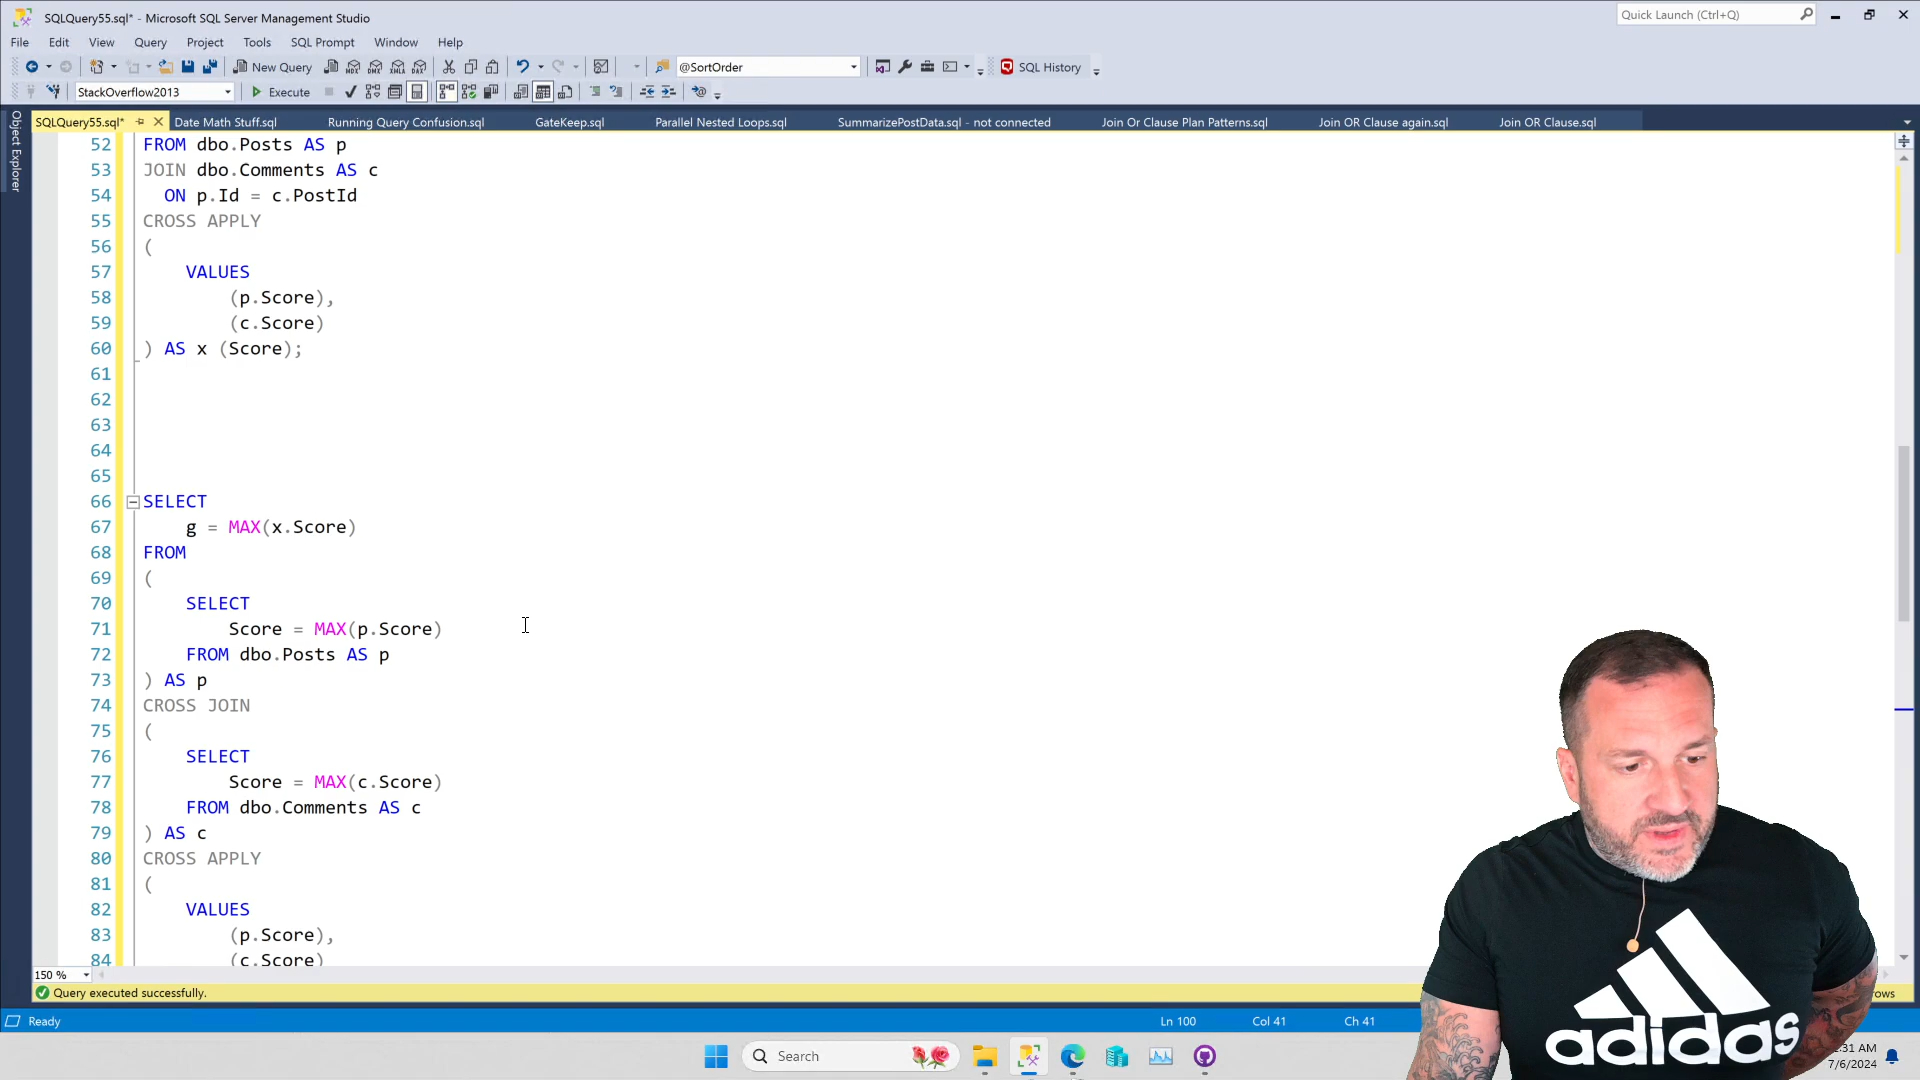 SQLQuery55.sql* - Microsoft SQL Server Management Studio
Quick Launch (Ctrl+Q)
File Edit View Query Project Tools SQL Prompt Window Help
New Query
@SortOrder
SQL History
StackOverflow2013
Execute
SQLQuery55.sql*
Date Math Stuff.sql
Running Query Confusion.sql
GateKeep.sql
Parallel Nested Loops.sql
SummarizePostData.sql - not connected
Join Or Clause Plan Patterns.sql
Join OR Clause again.sql
Join OR Clause.sql
Object Explorer
52 FROM dbo.Posts AS p
53 JOIN dbo.Comments AS c
54 ON p.Id = c.PostId
55 CROSS APPLY
56 (
57 VALUES
58 (p.Score),
59 (c.Score)
60 ) AS x (Score);
61
62
63
64
65
66 SELECT
67 g = MAX(x.Score)
68 FROM
69 (
70 SELECT
71 Score = MAX(p.Score)
72 FROM dbo.Posts AS p
73 ) AS p
74 CROSS JOIN
75 (
76 SELECT
77 Score = MAX(c.Score)
78 FROM dbo.Comments AS c
79 ) AS c
80 CROSS APPLY
81 (
82 VALUES
83 (p.Score),
84 (c.Score)
150 %
Query executed successfully.
rows
Ready
Ln 100
Col 41
Ch 41
Search
:31 AM
7/6/2024
adidas